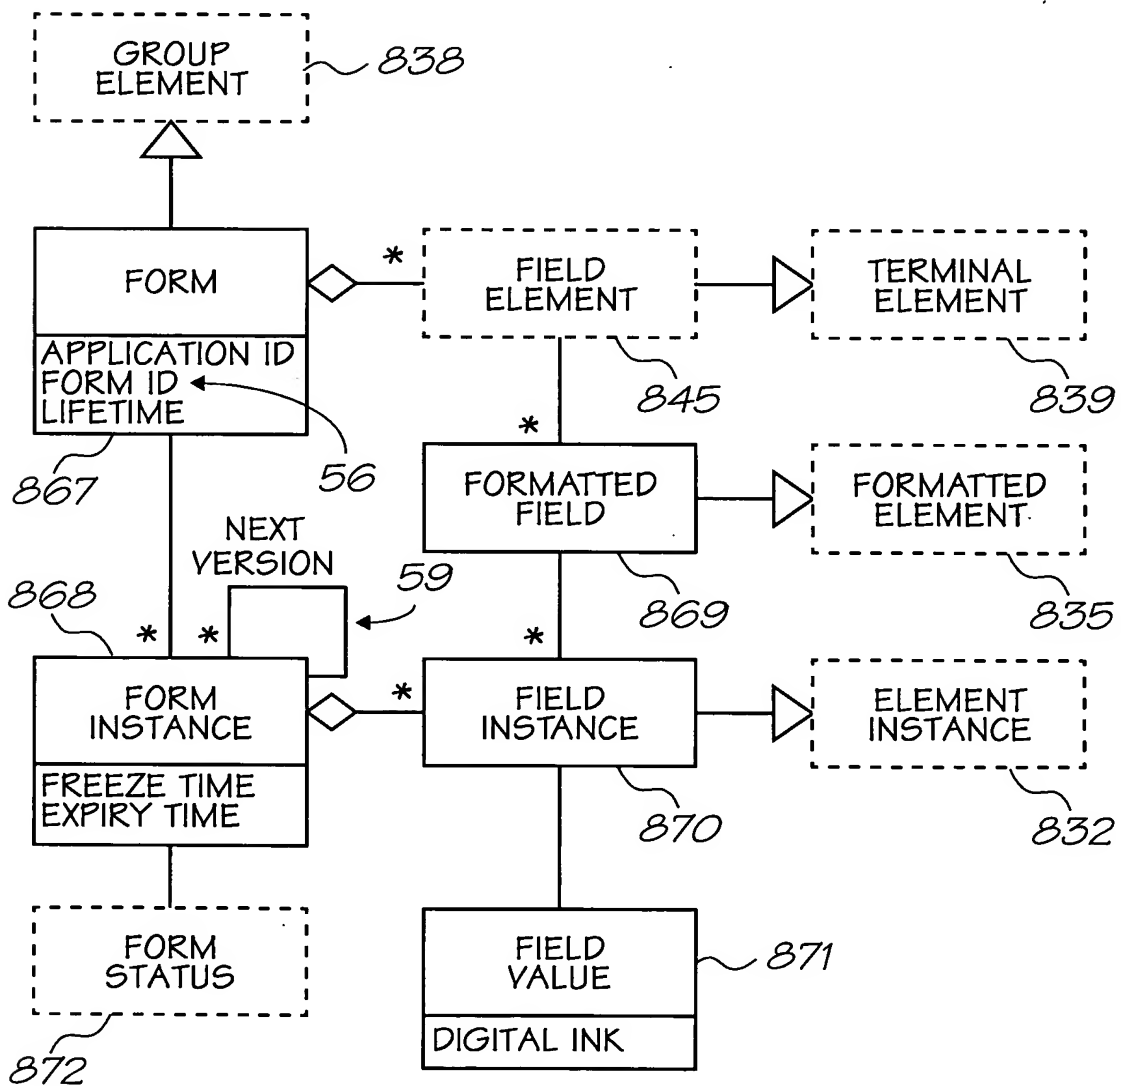 GROUP
ELEMENT
838
FORM
*
FIELD
ELEMENT
TERMINAL
ELEMENT
APPLICATION ID
FORM ID
LIFETIME
845
839
867
56
*
FORMATTED
FIELD
FORMATTED
ELEMENT
NEXT
VERSION
59
868
869
835
*
*
*
FORM
INSTANCE
*
FIELD
INSTANCE
ELEMENT
INSTANCE
FREEZE TIME
EXPIRY TIME
870
832
FORM
STATUS
FIELD
VALUE
871
DIGITAL INK
872